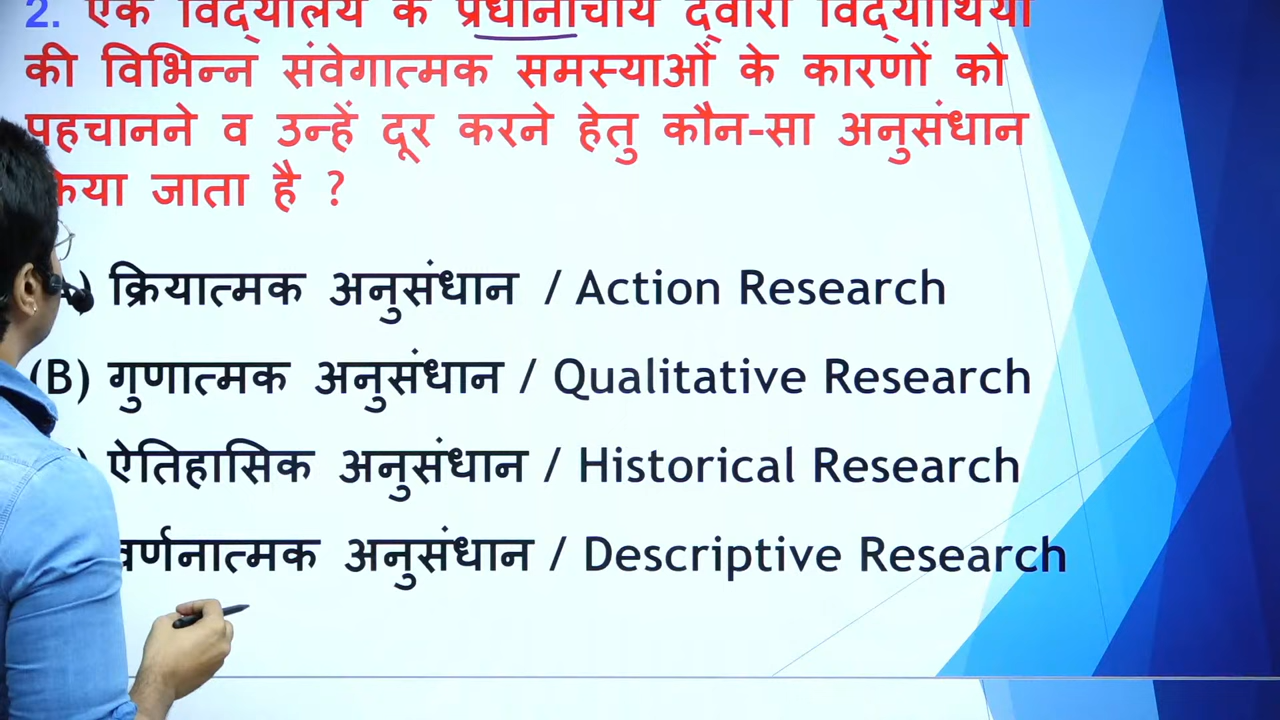 2. एक विद्यालय के प्रधानाचार्य द्वारा विद्यार्थियों
की विभिन्न संवेगात्मक समस्याओं के कारणों को
पहचानने व उन्हें दूर करने हेतु कौन-सा अनुसंधान
किया जाता है ?
) क्रियात्मक अनुसंधान / Action Research
(B) गुणात्मक अनुसंधान / Qualitative Research
) ऐतिहासिक अनुसंधान / Historical Research
वर्णनात्मक अनुसंधान / Descriptive Research